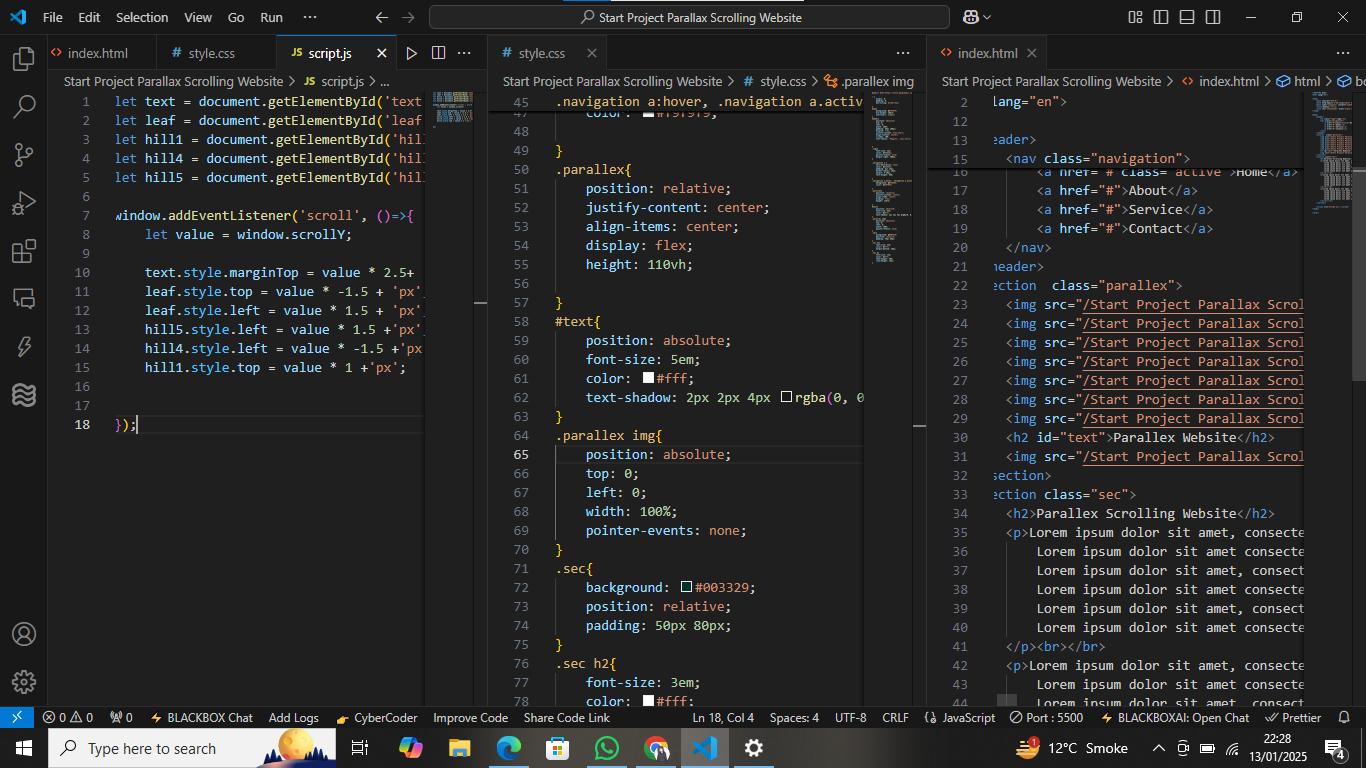 File Edit Selection View Go Run ··· Start Project Parallax Scrolling Website
index.html # style.css JS script.js
Start Project Parallax Scrolling Website > JS script.js > ...
1 let text = document.getElementById('text
2 let leaf = document.getElementById('leaf
3 let hill1 = document.getElementById('hil
4 let hill4 = document.getElementById('hil
5 let hill5 = document.getElementById('hil
6
7 window.addEventListener('scroll', ()=>{
8 let value = window.scrollY;
9
10 text.style.marginTop = value * 2.5+
11 leaf.style.top = value * -1.5 + 'px'
12 leaf.style.left = value * 1.5 + 'px'
13 hill5.style.left = value * 1.5 +'px'
14 hill4.style.left = value * -1.5 +'px
15 hill1.style.top = value * 1 +'px';
16
17
18 });
# style.css
Start Project Parallax Scrolling Website > # style.css > .parallex img
45 .navigation a:hover, .navigation a.activ
47 color: #f9f9f9;
48
49 }
50 .parallex{
51 position: relative;
52 justify-content: center;
53 align-items: center;
54 display: flex;
55 height: 110vh;
56
57 }
58 #text{
59 position: absolute;
60 font-size: 5em;
61 color: #fff;
62 text-shadow: 2px 2px 4px rgba(0, 0
63 }
64 .parallex img{
65 position: absolute;
66 top: 0;
67 left: 0;
68 width: 100%;
69 pointer-events: none;
70 }
71 .sec{
72 background: #003329;
73 position: relative;
74 padding: 50px 80px;
75 }
76 .sec h2{
77 font-size: 3em;
78 color: #fff;
index.html
Start Project Parallax Scrolling Website > index.html > html >
2 lang="en">
12
13 eader>
15 <nav class="navigation">
16 <a href="#"class="active">Home</a>
17 <a href="#">About</a>
18 <a href="#">Service</a>
19 <a href="#">Contact</a>
20 </nav>
21 header>
22 ection class="parallex">
23 <img src="/Start Project Parallax Scrol
24 <img src="/Start Project Parallax Scrol
25 <img src="/Start Project Parallax Scrol
26 <img src="/Start Project Parallax Scrol
27 <img src="/Start Project Parallax Scrol
28 <img src="/Start Project Parallax Scrol
29 <img src="/Start Project Parallax Scrol
30 <h2 id="text">Parallex Website</h2>
31 <img src="/Start Project Parallax Scrol
32 section>
33 ection class="sec">
34 <h2>Parallex Scrolling Website</h2>
35 <p>Lorem ipsum dolor sit amet, consecte
36 Lorem ipsum dolor sit amet consecte
37 Lorem ipsum dolor sit amet, consecte
38 Lorem ipsum dolor sit amet consecte
39 Lorem ipsum dolor sit amet, consecte
40 Lorem ipsum dolor sit amet consecte
41 </p><br></br>
42 <p>Lorem ipsum dolor sit amet, consecte
43 Lorem ipsum dolor sit amet consecte
44 Lorem ipsum dolor sit amet, consecte
0 0 0 BLACKBOX Chat Add Logs CyberCoder Improve Code Share Code Link Ln 18, Col 4 Spaces: 4 UTF-8 CRLF {} JavaScript Port : 5500 BLACKBOXAI: Open Chat Prettier
Type here to search 1 12°C Smoke 22:28
13/01/2025 4